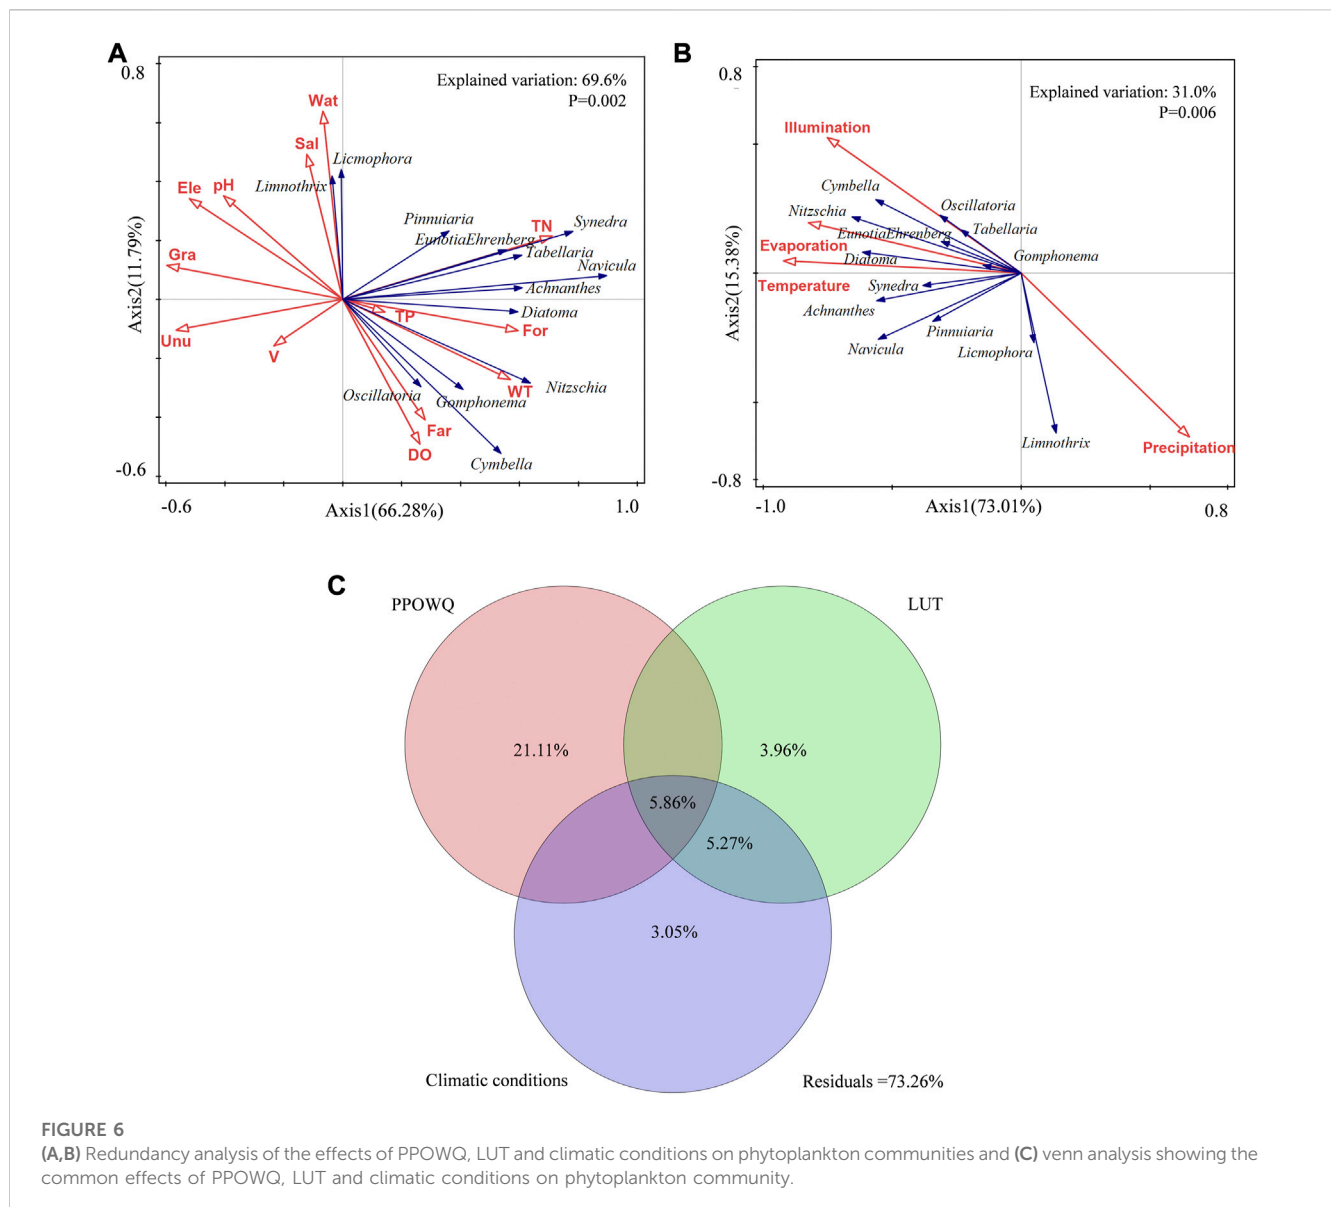 A
0.8
Explained variation: 69.6%
P=0.002
Wat
Sal
Licmophora
Limnothrix
Ele
pH
Pinnuiaria
TN
Synedra
EunotiaEhrenberg
Tabellaria
Gra
Navicula
Achnanthes
Diatoma
TP
For
Unu
V
WT
Nitzschia
Oscillatoria
Gomphonema
Far
DO
Cymbella
Axis2(11.79%)
-0.6
-0.6
Axis1(66.28%)
1.0
B
0.8
Explained variation: 31.0%
P=0.006
Illumination
Cymbella
Nitzschia
Oscillatoria
Tabellaria
EunotiaEhrenberg
Evaporation
Diatoma
Gomphonema
Temperature
Synedra
Achnanthes
Pinnuiaria
Navicula
Licmophora
Limnothrix
Precipitation
Axis2(15.38%)
-0.8
-1.0
Axis1(73.01%)
0.8
C
PPOWQ
LUT
21.11%
3.96%
5.86%
5.27%
3.05%
Climatic conditions
Residuals =73.26%
FIGURE 6
(A,B) Redundancy analysis of the effects of PPOWQ, LUT and climatic conditions on phytoplankton communities and (C) venn analysis showing the
common effects of PPOWQ, LUT and climatic conditions on phytoplankton community.